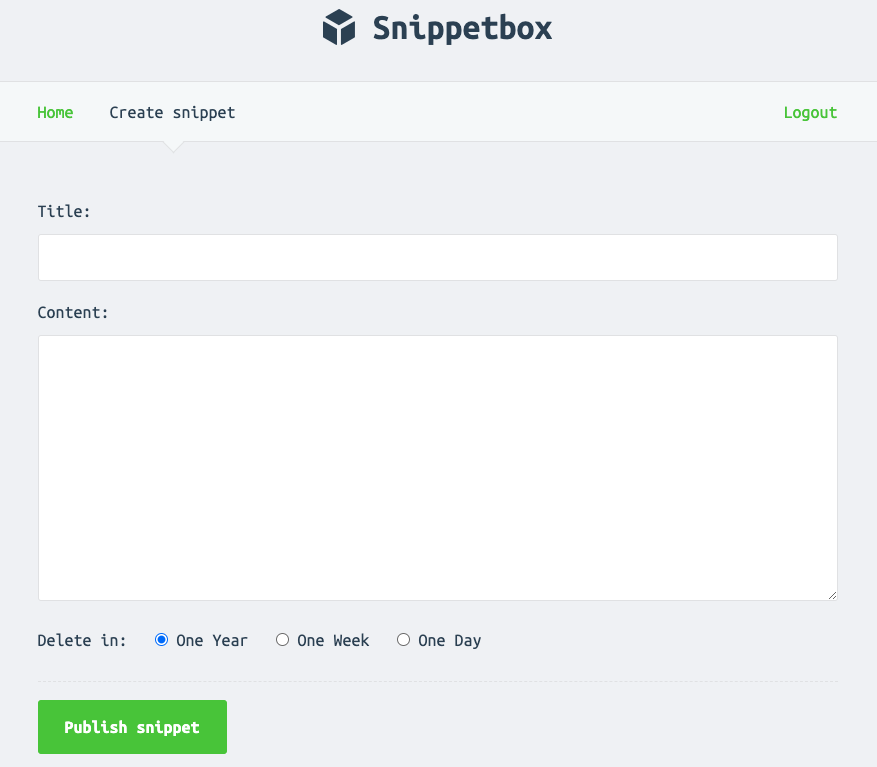 Snippetbox
Home Create snippet Logout
Title:
Content:
Delete in: One Year One Week One Day
Publish snippet